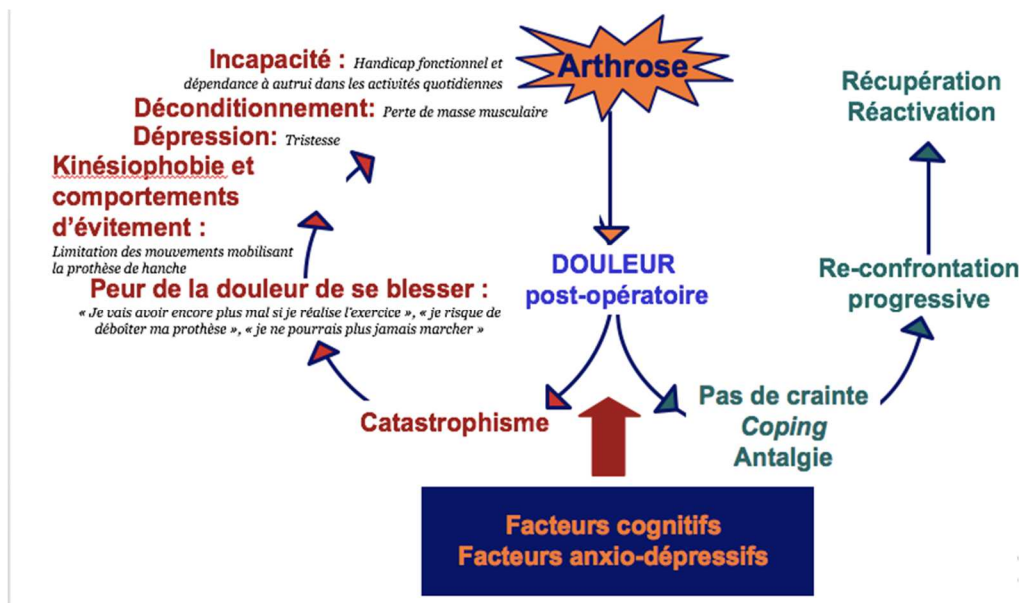 Arthrose
Incapacité : Handicap fonctionnel et
dépendance à autrui dans les activités quotidiennes
Déconditionnement: Perte de masse musculaire
Dépression: Tristesse
Kinésiophobie et
comportements
d'évitement :
Limitation des mouvements mobilisant
la prothèse de hanche
Peur de la douleur de se blesser :
« Je vais avoir encore plus mal si je réalise l'exercice », « je risque de
déboîter ma prothèse », « je ne pourrais plus jamais marcher »
Catastrophisme
DOULEUR
post-opératoire
Pas de crainte
Coping
Antalgie
Re-confrontation
progressive
Récupération
Réactivation
Facteurs cognitifs
Facteurs anxio-dépressifs